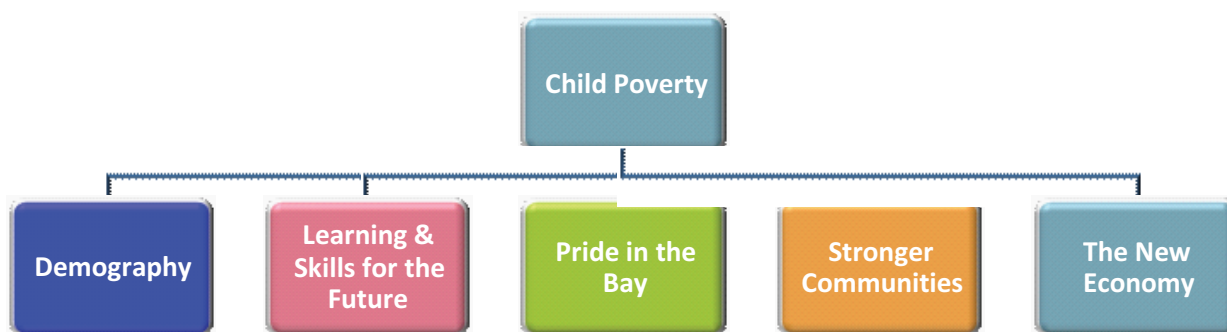 Child Poverty
Demography
Learning &
Skills for the
Future
Pride in the
Bay
Stronger
Communities
The New
Economy